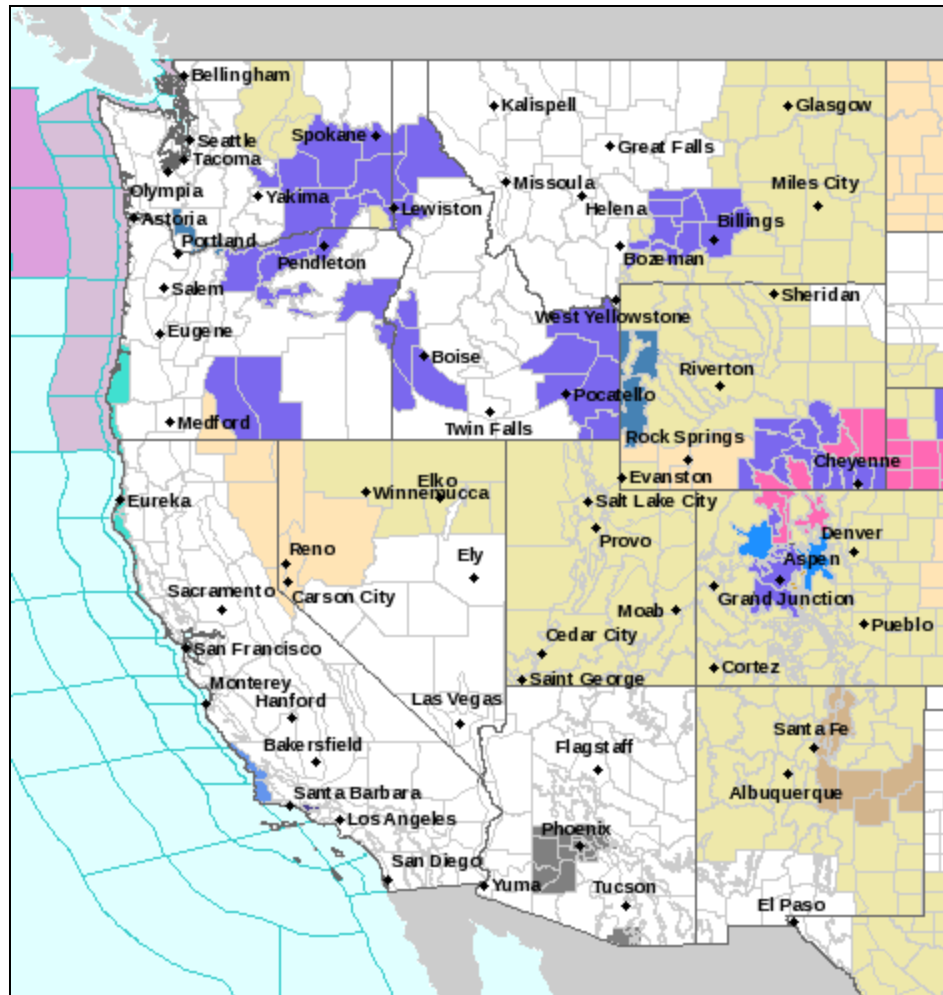 Bellingham
Kalispell
Glasgow
Spokane
Seattle
Great Falls
Tacoma
Olympia
Yakima
Missoula
Miles City
Helena
Lewiston
Astoria
Billings
Portland
Pendleton
Bozeman
Salem
Sheridan
West Yellowstone
Eugene
Boise
Riverton
Pocatello
Medford
Twin Falls
Rock Springs
Cheyenne
Elko
Evanston
Winnemucca
Eureka
Salt Lake City
Provo
Denver
Reno
Ely
Aspen
Sacramento
Carson City
Grand Junction
Moab
Pueblo
San Francisco
Cedar City
Cortez
Saint George
Monterey
Hanford
Las Vegas
Santa Fe
Bakersfield
Flagstaff
Albuquerque
Santa Barbara
Los Angeles
Phoenix
San Diego
Yuma
Tucson
El Paso